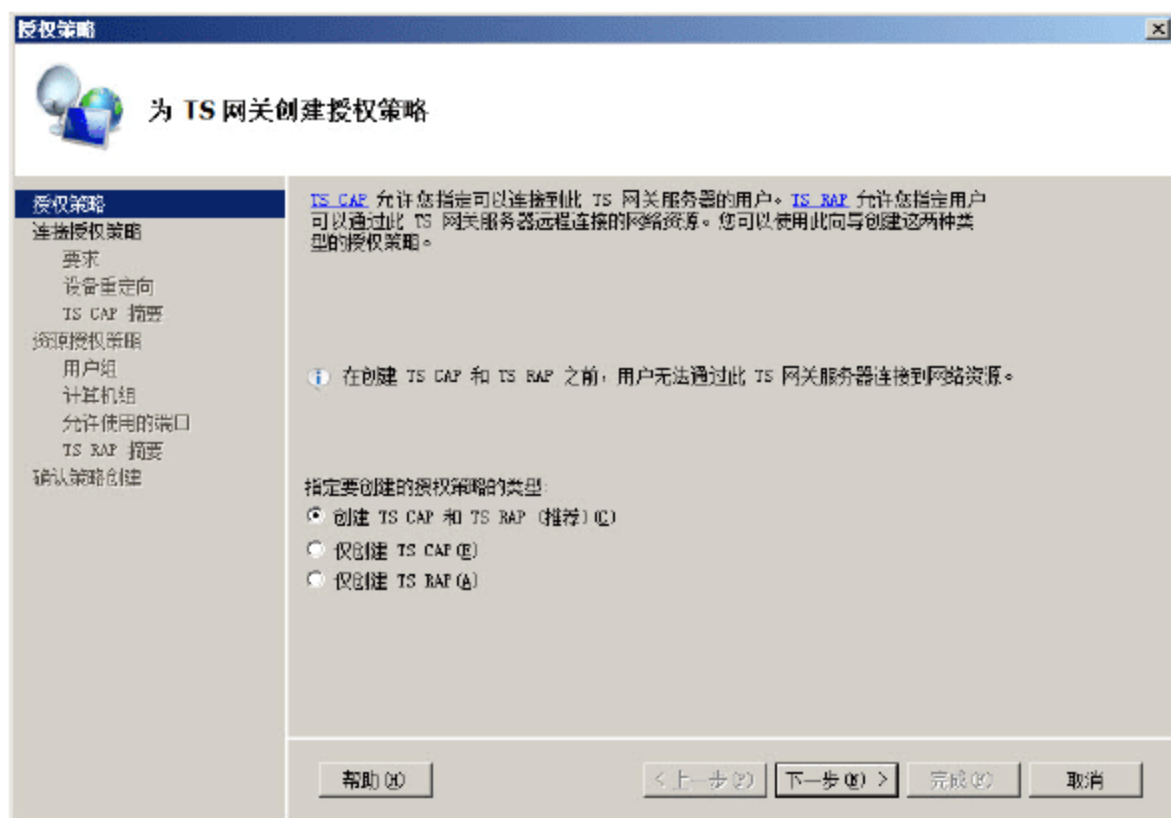 授权策略
为 TS 网关创建授权策略
授权策略
连接授权策略
要求
设备重定向
TS CAP 摘要
资源授权策略
用户组
计算机组
允许使用的端口
TS RAP 摘要
确认策略创建
TS CAP 允许您指定可以连接到此 TS 网关服务器的用户。TS RAP 允许您指定用户
可以通过此 TS 网关服务器远程连接的网络资源。您可以使用此向导创建这两种类
型的授权策略。
在创建 TS CAP 和 TS RAP 之前，用户无法通过此 TS 网关服务器连接到网络资源。
指定要创建的授权策略的类型:
创建 TS CAP 和 TS RAP (推荐)(C)
仅创建 TS CAP(E)
仅创建 TS RAP(A)
帮助(H)
< 上一步(P)
下一步(N) >
完成(F)
取消